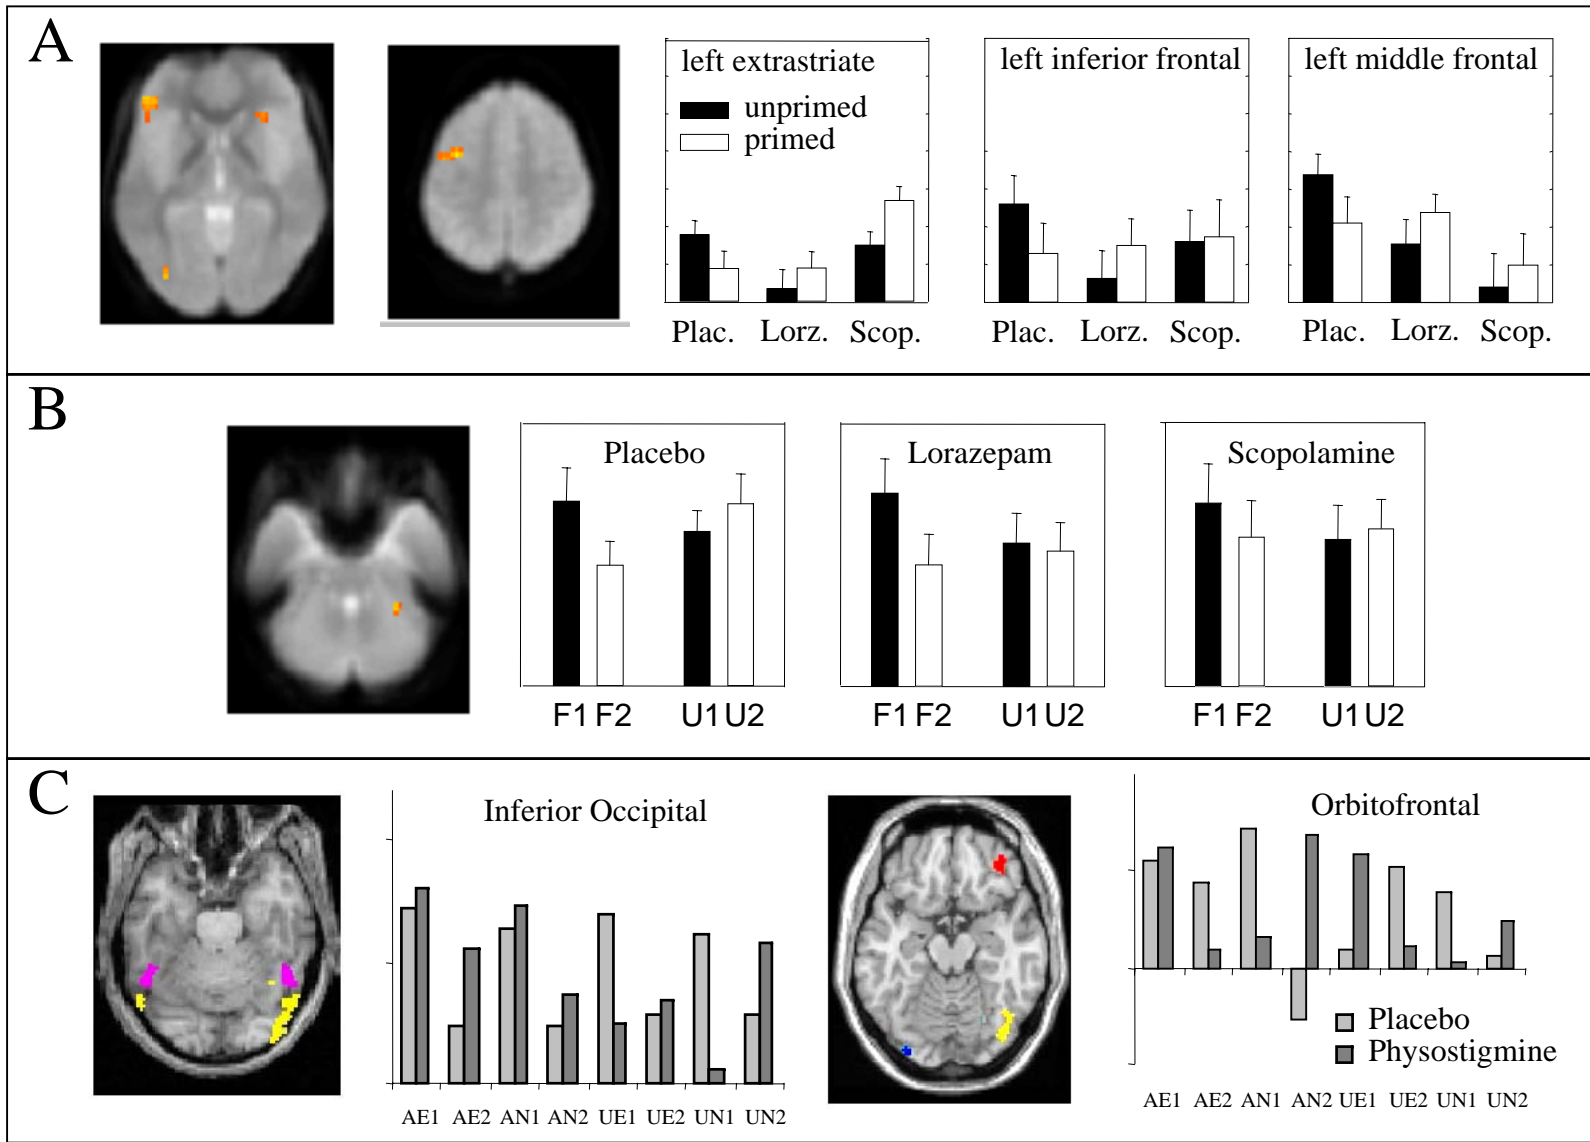 A
left extrastriate
unprimed
primed
Plac. Lorz. Scop.
left inferior frontal
Plac. Lorz. Scop.
left middle frontal
Plac. Lorz. Scop.
B
Placebo
F1 F2 U1 U2
Lorazepam
F1 F2 U1 U2
Scopolamine
F1 F2 U1 U2
C
Inferior Occipital
AE1 AE2 AN1 AN2 UE1 UE2 UN1 UN2
Orbitofrontal
Placebo
Physostigmine
AE1 AE2 AN1 AN2 UE1 UE2 UN1 UN2